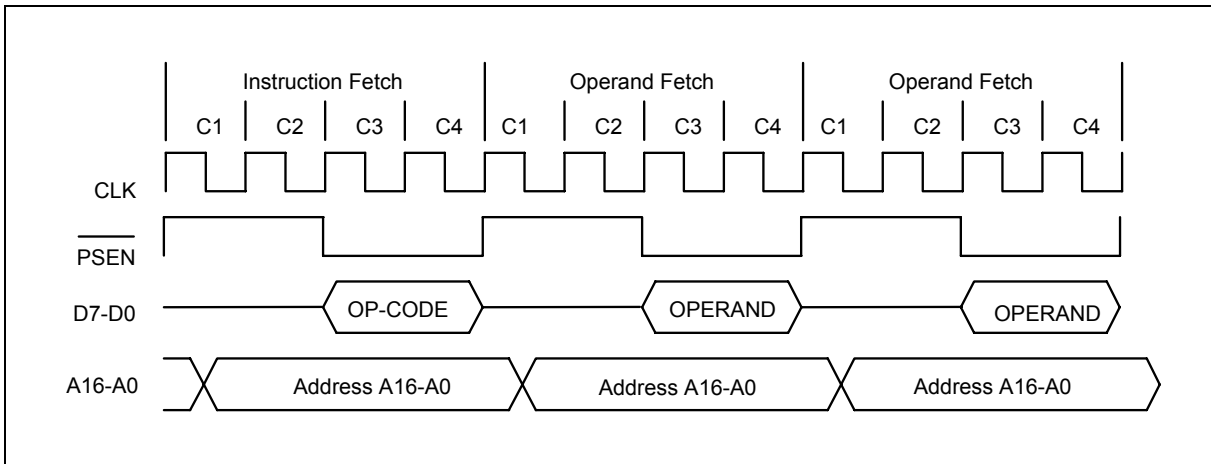 Instruction Fetch Operand Fetch Operand Fetch
C1 C2 C3 C4 C1 C2 C3 C4 C1 C2 C3 C4
CLK
PSEN
D7-D0 OP-CODE OPERAND OPERAND
A16-A0 Address A16-A0 Address A16-A0 Address A16-A0